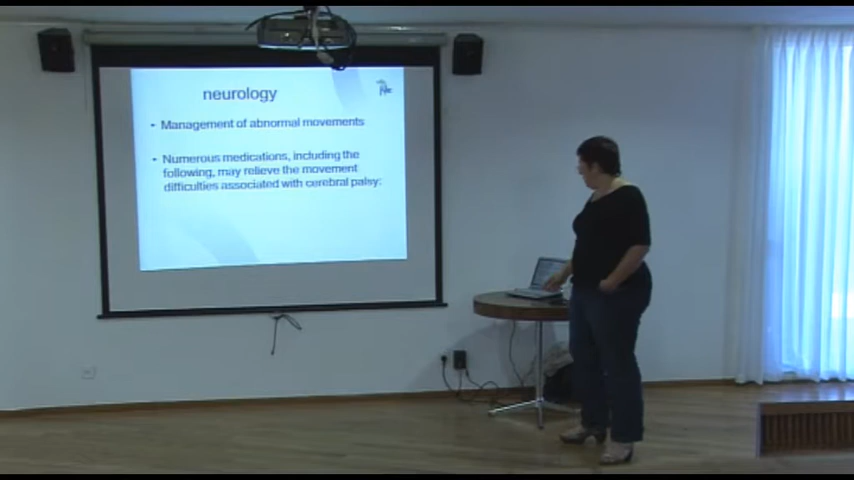 neurology
• Management of abnormal movements
• Numerous medications, including the
following, may relieve the movement
difficulties associated with cerebral palsy: